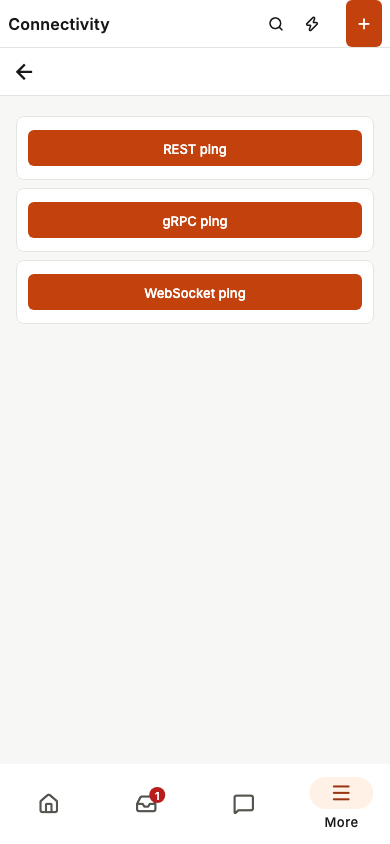 Connectivity
REST ping
gRPC ping
WebSocket ping
1
More